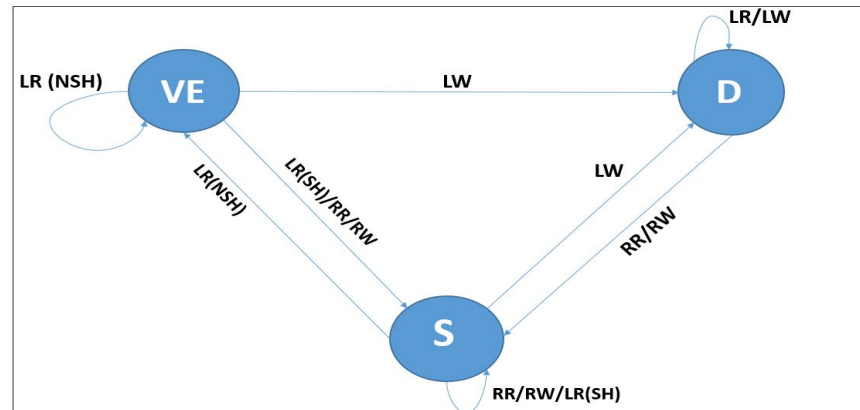 LR/LW
LR (NSH)
VE
LW
D
LR(NSH)
LR(SH)/RR/RW
LW
RR/RW
S
RR/RW/LR(SH)